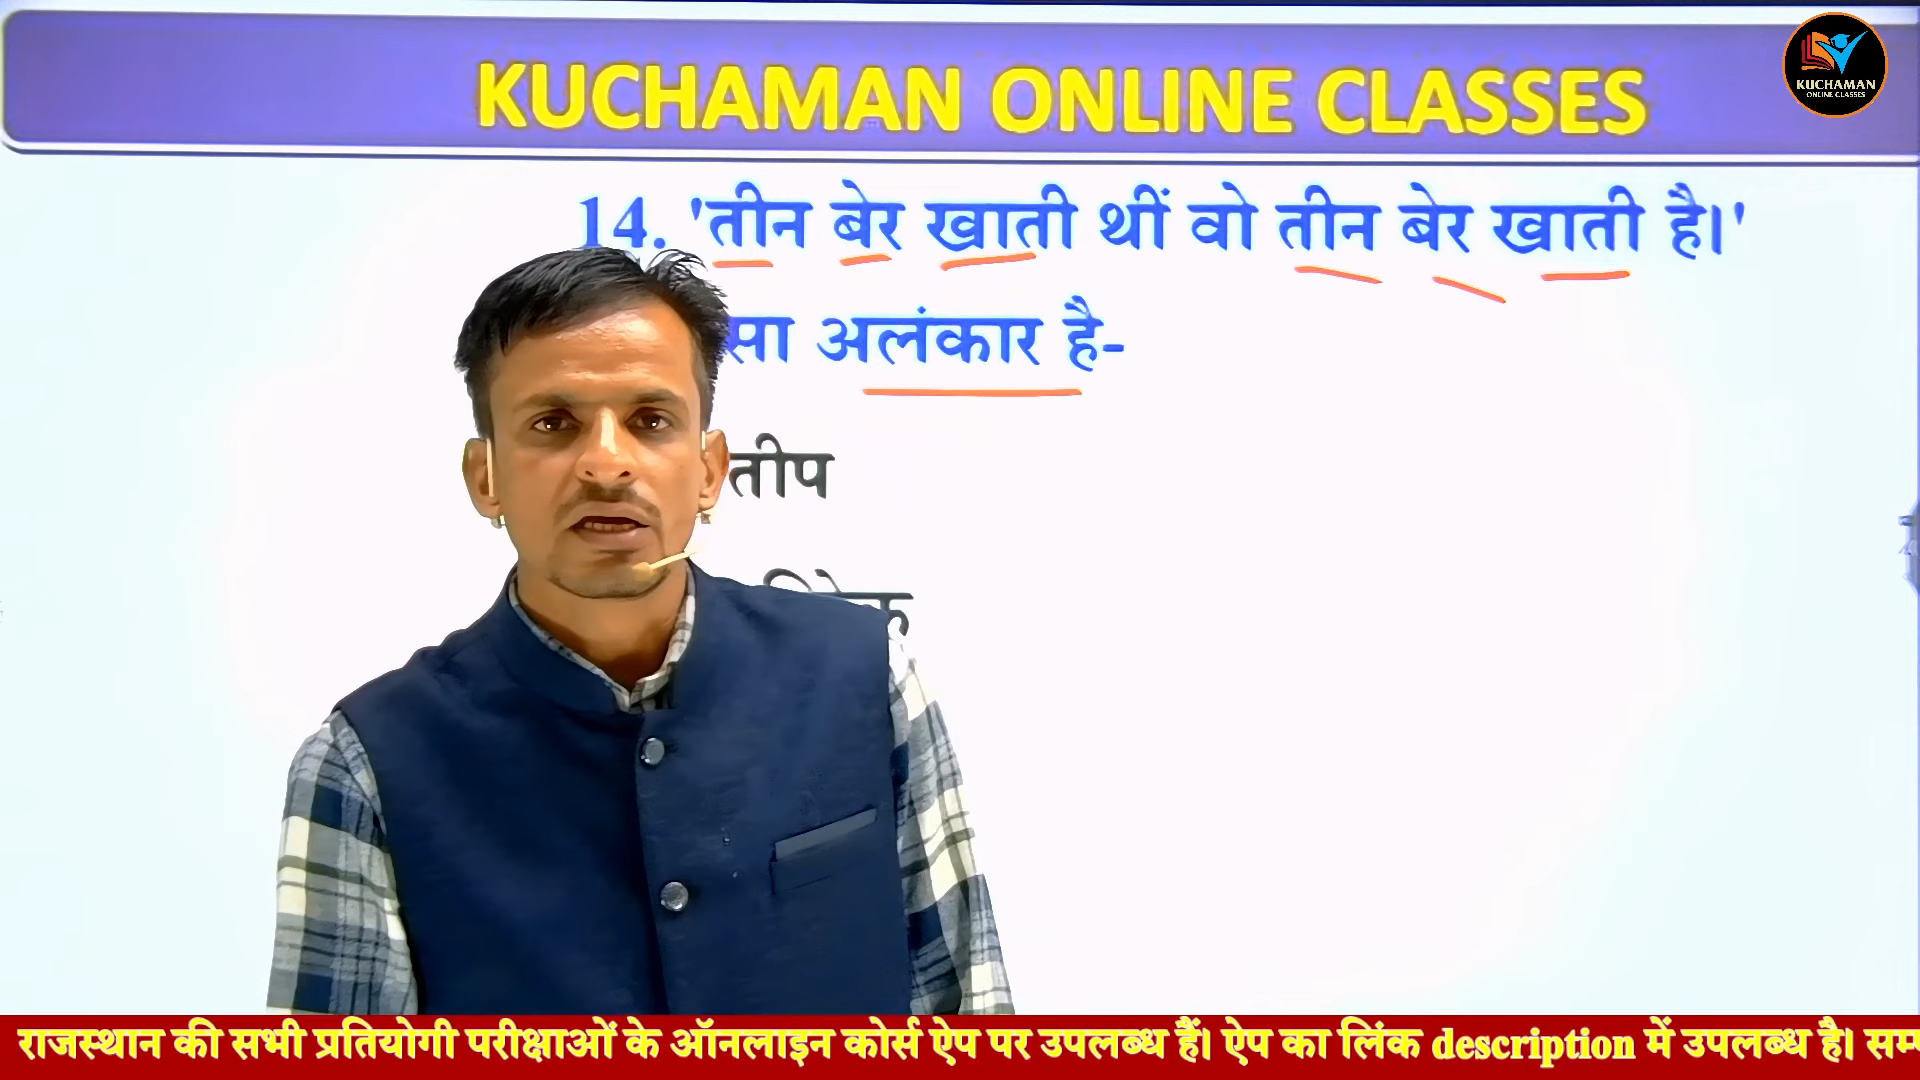 KUCHAMAN ONLINE CLASSES
KUCHAMAN
ONLINE CLASSES
14. 'तीन बेर खाती थीं वो तीन बेर खाती है।'
सा अलंकार है-
तीप
राजस्थान की सभी प्रतियोगी परीक्षाओं के ऑनलाइन कोर्स ऐप पर उपलब्ध हैं। ऐप का लिंक description में उपलब्ध है।